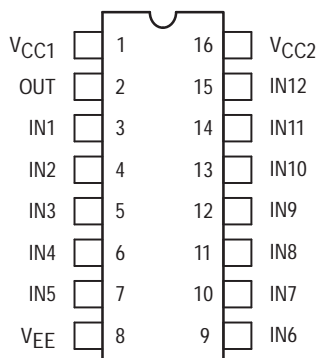 VCC1 1 16 VCC2
OUT 2 15 IN12
IN1 3 14 IN11
IN2 4 13 IN10
IN3 5 12 IN9
IN4 6 11 IN8
IN5 7 10 IN7
VEE 8 9 IN6